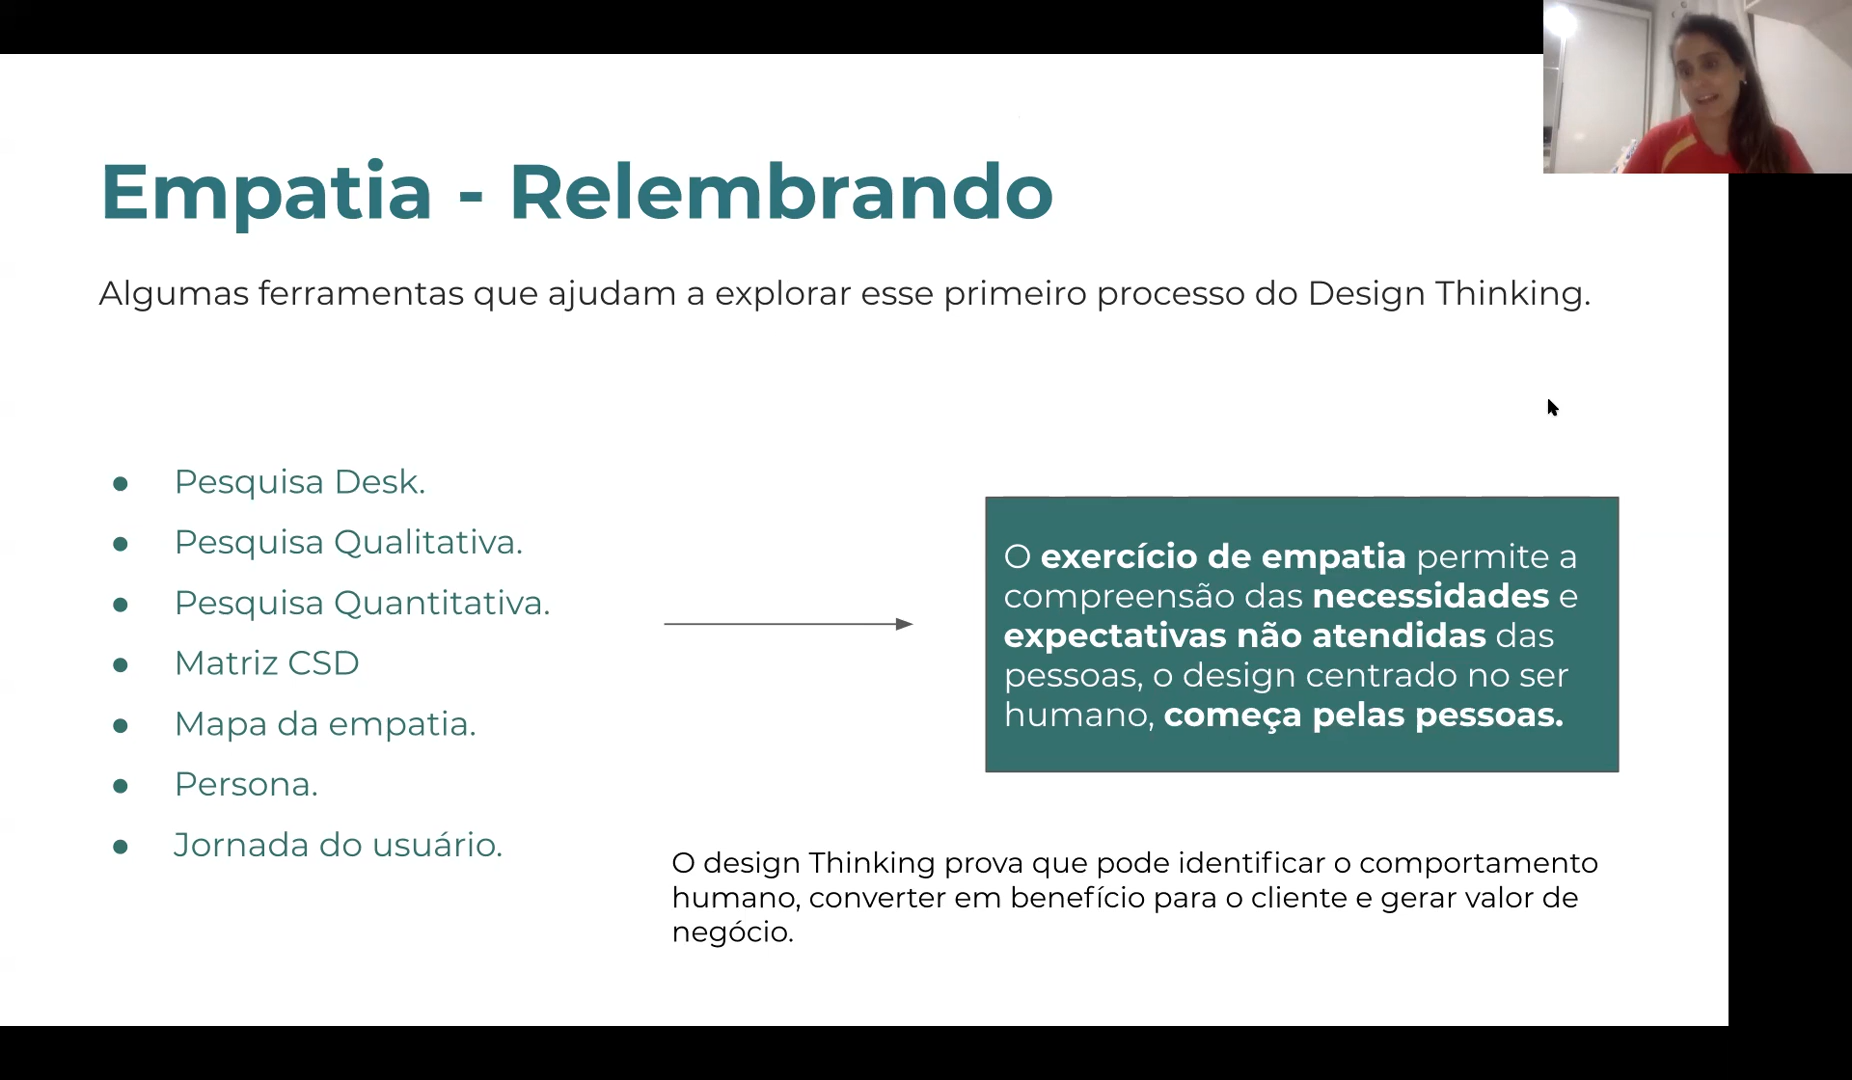 Empatia - Relembrando
Algumas ferramentas que ajudam a explorar esse primeiro processo do Design Thinking.
● Pesquisa Desk.
● Pesquisa Qualitativa.
● Pesquisa Quantitativa.
● Matriz CSD
● Mapa da empatia.
● Persona.
● Jornada do usuário.
O exercício de empatia permite a
compreensão das necessidades e
expectativas não atendidas das
pessoas, o design centrado no ser
humano, começa pelas pessoas.
O design Thinking prova que pode identificar o comportamento
humano, converter em benefício para o cliente e gerar valor de
negócio.